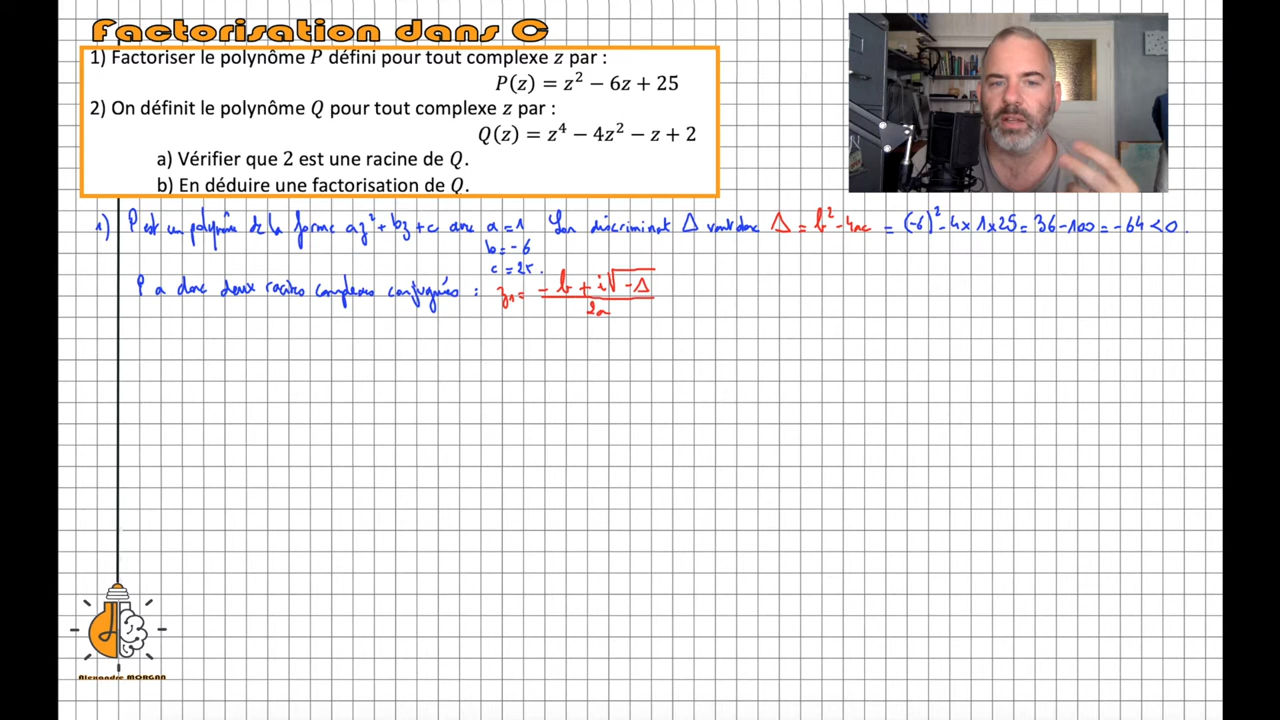 Factorisation dans C
1) Factoriser le polynôme P défini pour tout complexe z par :
P(z) = z² − 6z + 25
2) On définit le polynôme Q pour tout complexe z par :
Q(z) = z⁴ − 4z² − z + 2
a) Vérifier que 2 est une racine de Q.
b) En déduire une factorisation de Q.
1) P est un polynôme de la forme az² + bz + c avec a = 1 Son discriminant Δ vaut donc Δ = b² - 4ac = (-6)² - 4 x 1 x 25 = 36 - 100 = - 64 < 0.
b = - 6
c = 25.
P a donc deux racines complexes conjuguées : z₁ = (- b + i√-Δ) / 2a
Alexandre MORGAN